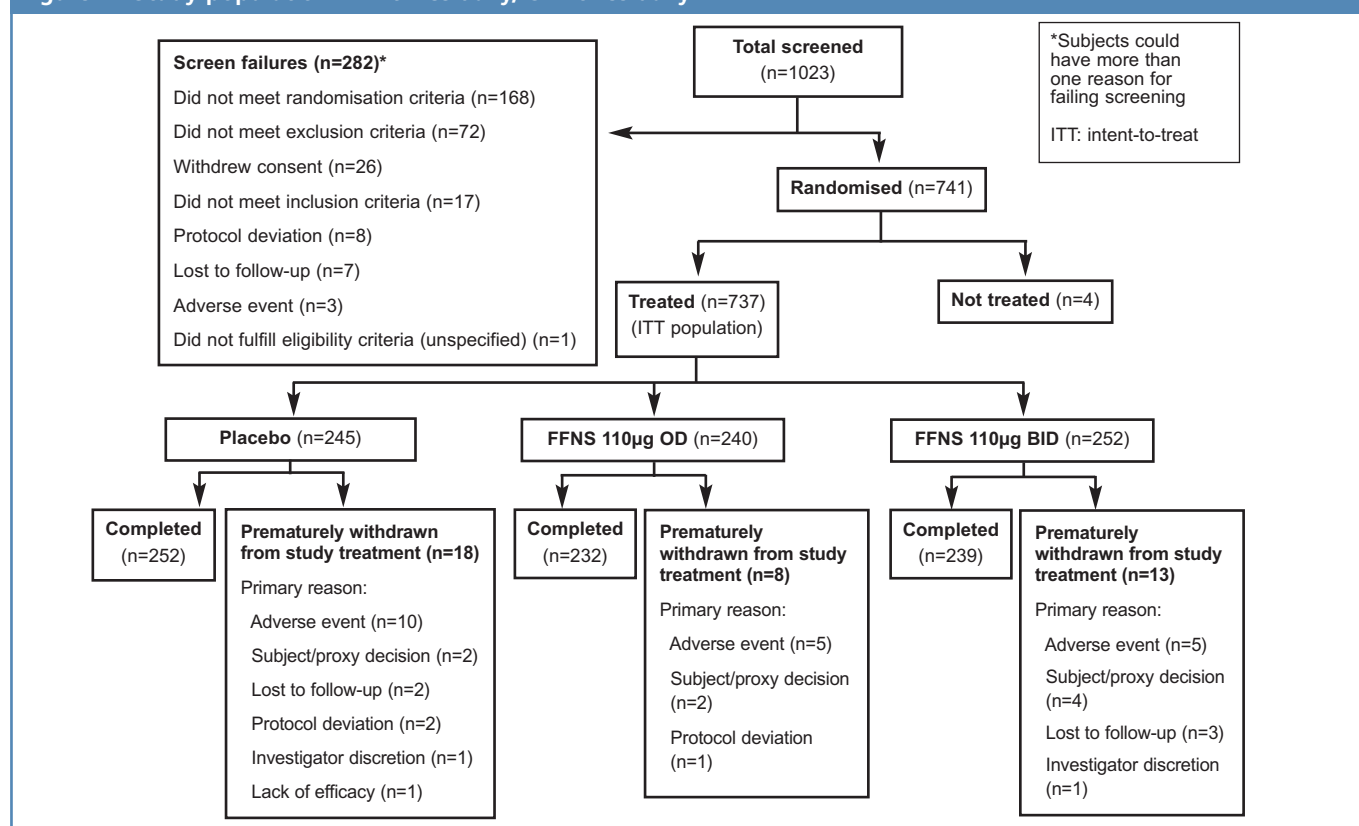 Total screened
(n=1023)
*Subjects could
have more than
one reason for
failing screening
ITT: intent-to-treat
Screen failures (n=282)*
Did not meet randomisation criteria (n=168)
Did not meet exclusion criteria (n=72)
Withdrew consent (n=26)
Did not meet inclusion criteria (n=17)
Protocol deviation (n=8)
Lost to follow-up (n=7)
Adverse event (n=3)
Did not fulfill eligibility criteria (unspecified) (n=1)
Randomised (n=741)
Treated (n=737)
(ITT population)
Not treated (n=4)
Placebo (n=245)
FFNS 110µg OD (n=240)
FFNS 110µg BID (n=252)
Completed
(n=252)
Prematurely withdrawn
from study treatment (n=18)
Primary reason:
Adverse event (n=10)
Subject/proxy decision (n=2)
Lost to follow-up (n=2)
Protocol deviation (n=2)
Investigator discretion (n=1)
Lack of efficacy (n=1)
Completed
(n=232)
Prematurely
withdrawn from study
treatment (n=8)
Primary reason:
Adverse event (n=5)
Subject/proxy decision
(n=2)
Protocol deviation
(n=1)
Completed
(n=239)
Prematurely
withdrawn from study
treatment (n=13)
Primary reason:
Adverse event (n=5)
Subject/proxy decision
(n=4)
Lost to follow-up (n=3)
Investigator discretion
(n=1)